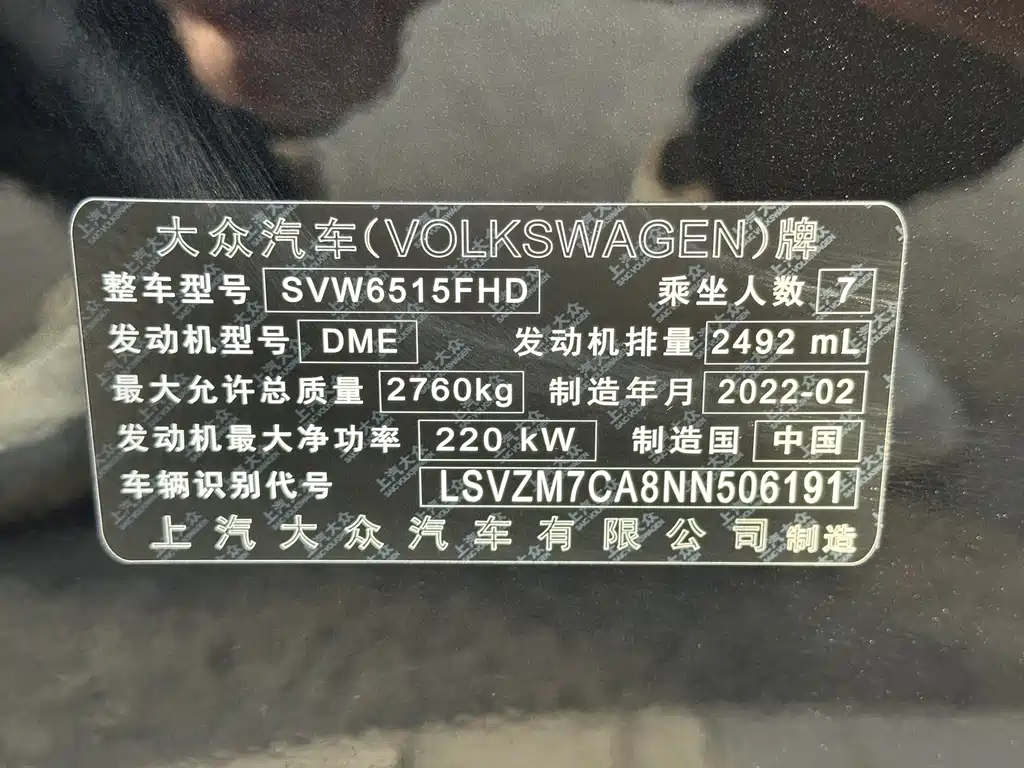 大众汽车(VOLKSWAGEN)牌
整车型号 SVW6515FHD 乘坐人数 7
发动机型号 DME 发动机排量 2492 mL
最大允许总质量 2760kg 制造年月 2022-02
发动机最大净功率 220 kW 制造国 中国
车辆识别代号 LSVZM7CA8NN506191
上汽大众汽车有限公司 制造